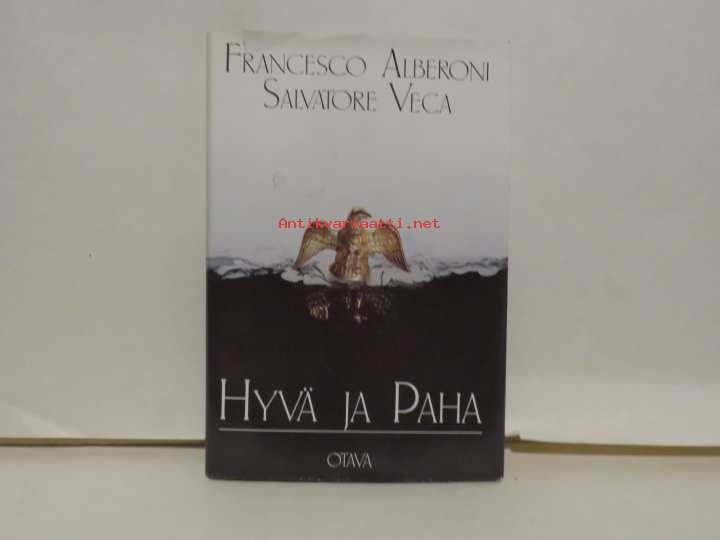 FRANCESCO ALBERONI
SALVATORE VECA
Antikvariaatti.net
HYVÄ JA PAHA
OTAVA